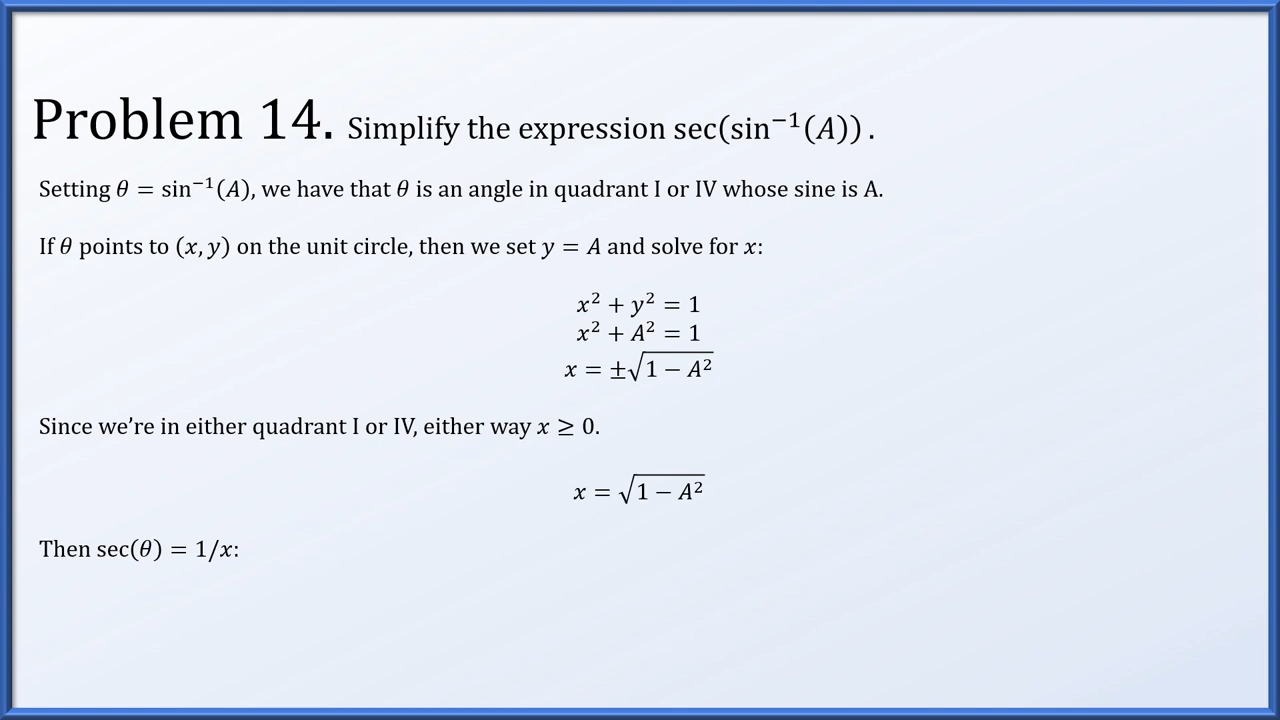 Problem 14. Simplify the expression sec(sin⁻¹(A)) .
Setting θ = sin⁻¹(A), we have that θ is an angle in quadrant I or IV whose sine is A.
If θ points to (x, y) on the unit circle, then we set y = A and solve for x:
x² + y² = 1
x² + A² = 1
x = ±√(1 − A²)
Since we’re in either quadrant I or IV, either way x ≥ 0.
x = √(1 − A²)
Then sec(θ) = 1/x: